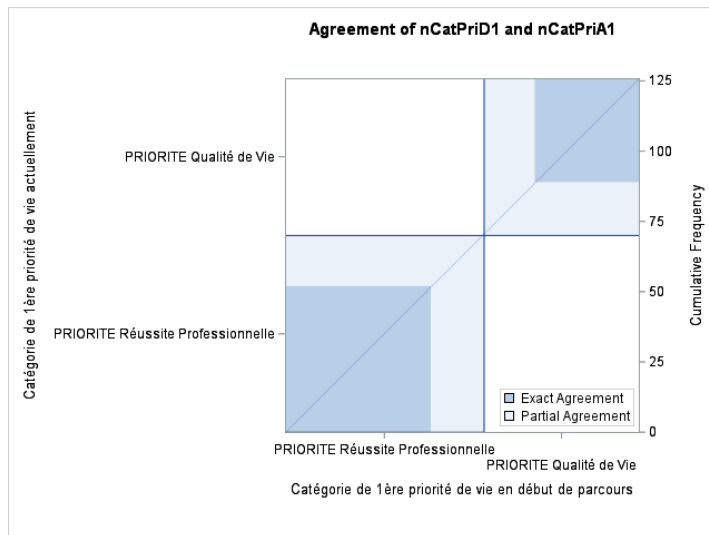 Agreement of nCatPriD1 and nCatPriA1
Catégorie de 1ère priorité de vie actuellement
PRIORITE Qualité de Vie
PRIORITE Réussite Professionnelle
125
100
75
50
25
0
Cumulative Frequency
Exact Agreement
Partial Agreement
PRIORITE Réussite Professionnelle
PRIORITE Qualité de Vie
Catégorie de 1ère priorité de vie en début de parcours